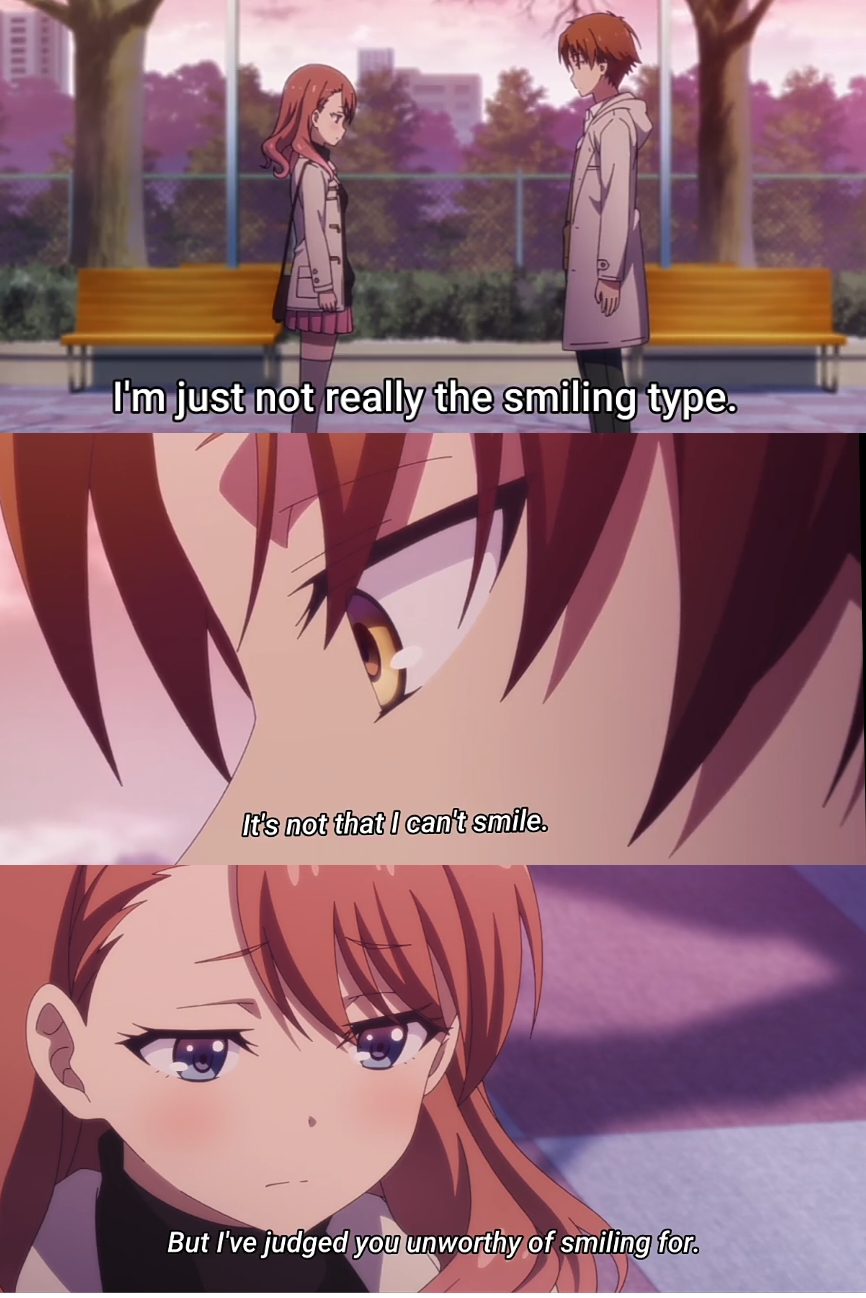 I'm just not really the smiling type.
It's not that I can't smile.
But I've judged you unworthy of smiling for.